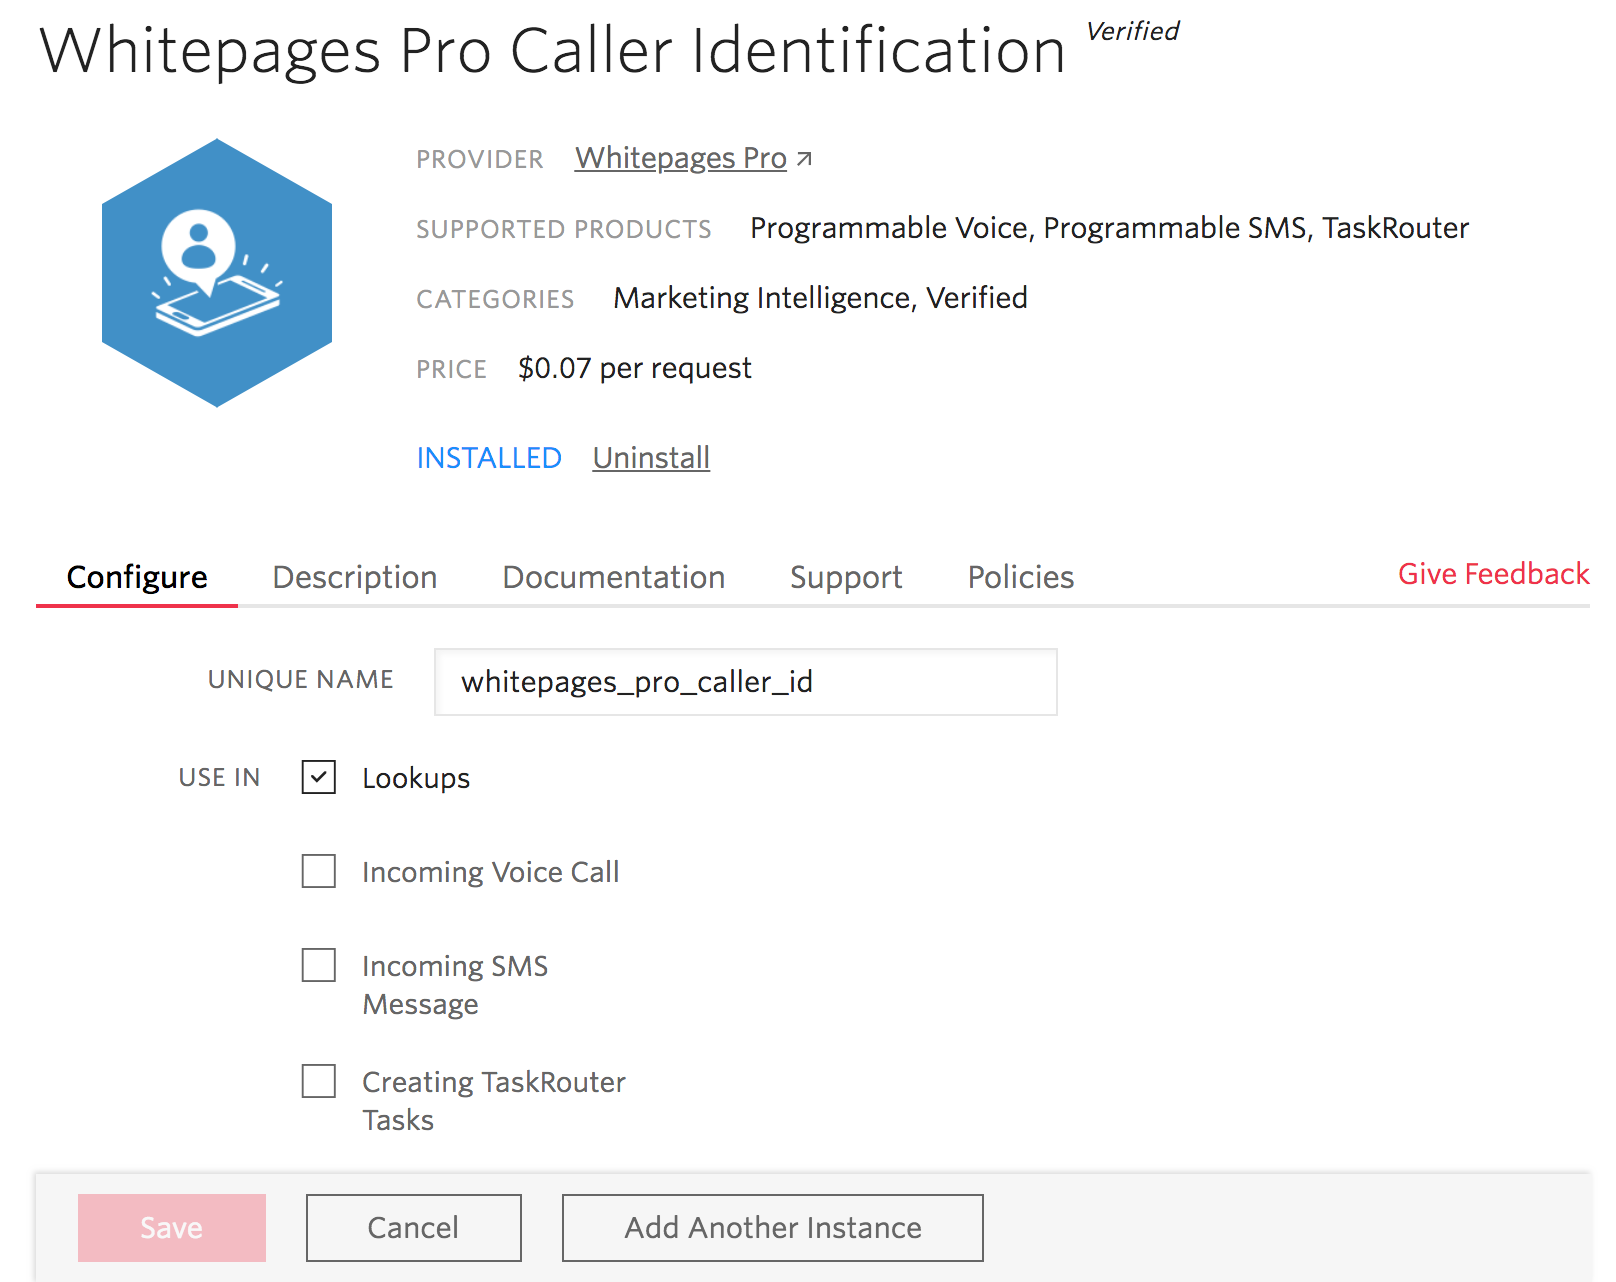 Whitepages Pro Caller Identification Verified
PROVIDER Whitepages Pro
SUPPORTED PRODUCTS Programmable Voice, Programmable SMS, TaskRouter
CATEGORIES Marketing Intelligence, Verified
PRICE $0.07 per request
INSTALLED Uninstall
Configure Description Documentation Support Policies Give Feedback
UNIQUE NAME whitepages_pro_caller_id
USE IN Lookups
Incoming Voice Call
Incoming SMS
Message
Creating TaskRouter
Tasks
Save Cancel Add Another Instance